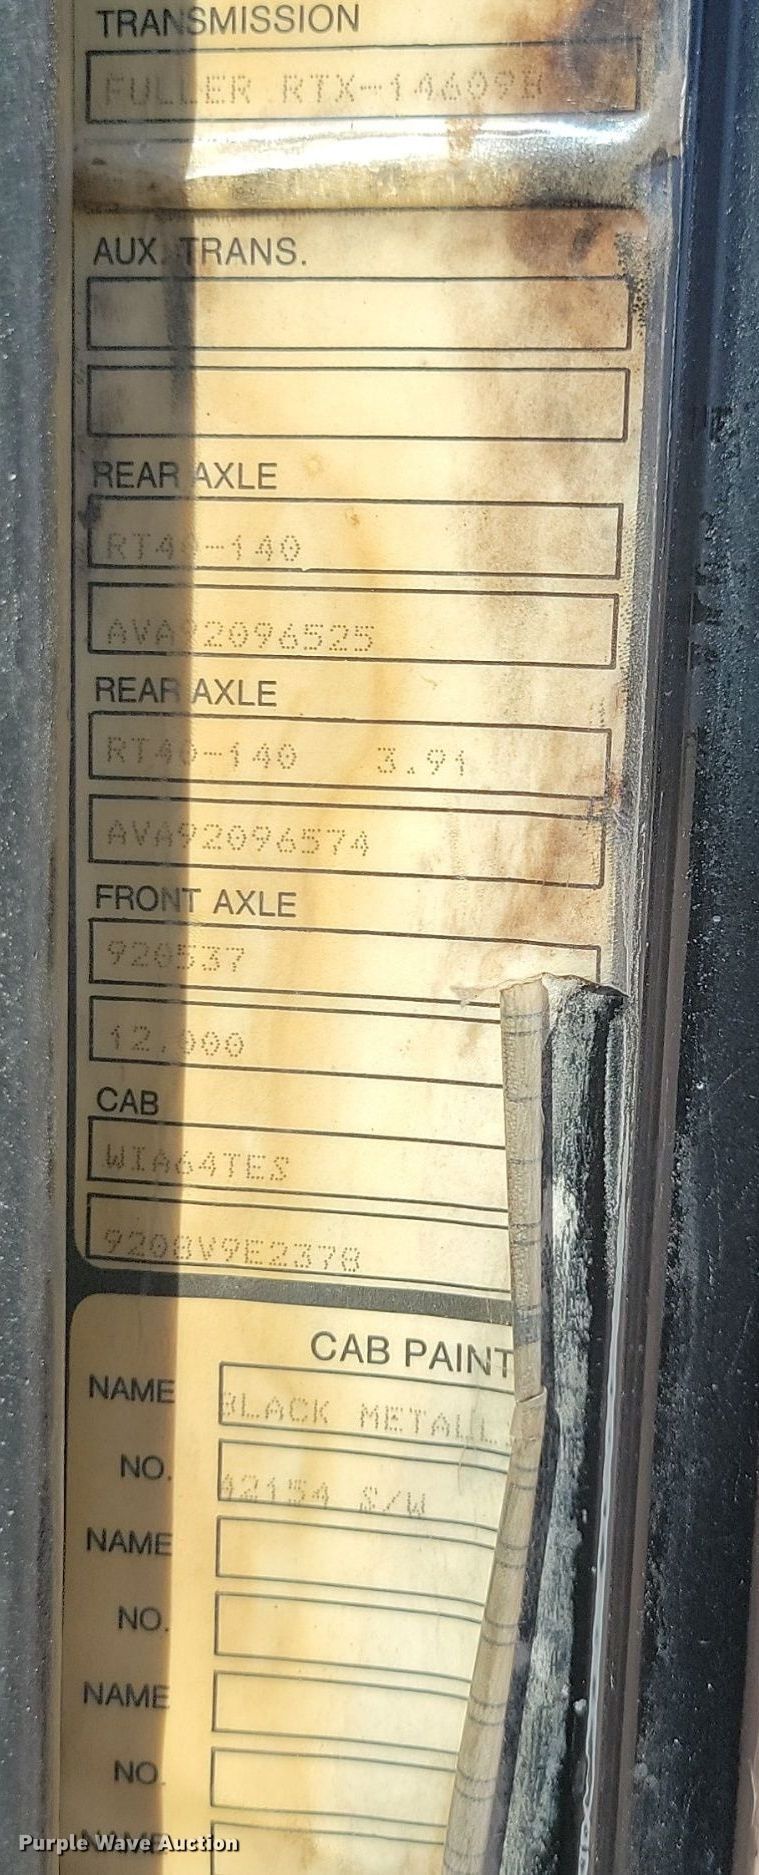 TRANSMISSION
FULLER RTX-14609B
AUX. TRANS.
REAR AXLE
RT40-140
AVA92096525
REAR AXLE
RT40-140 3.91
AVA92096574
FRONT AXLE
920537
12,000
CAB
WIA64TES
9208V9E2378
CAB PAINT
NAME BLACK METALL
NO. A2154 S/W
NAME
NO.
NAME
NO.
NAME
Purple Wave Auction